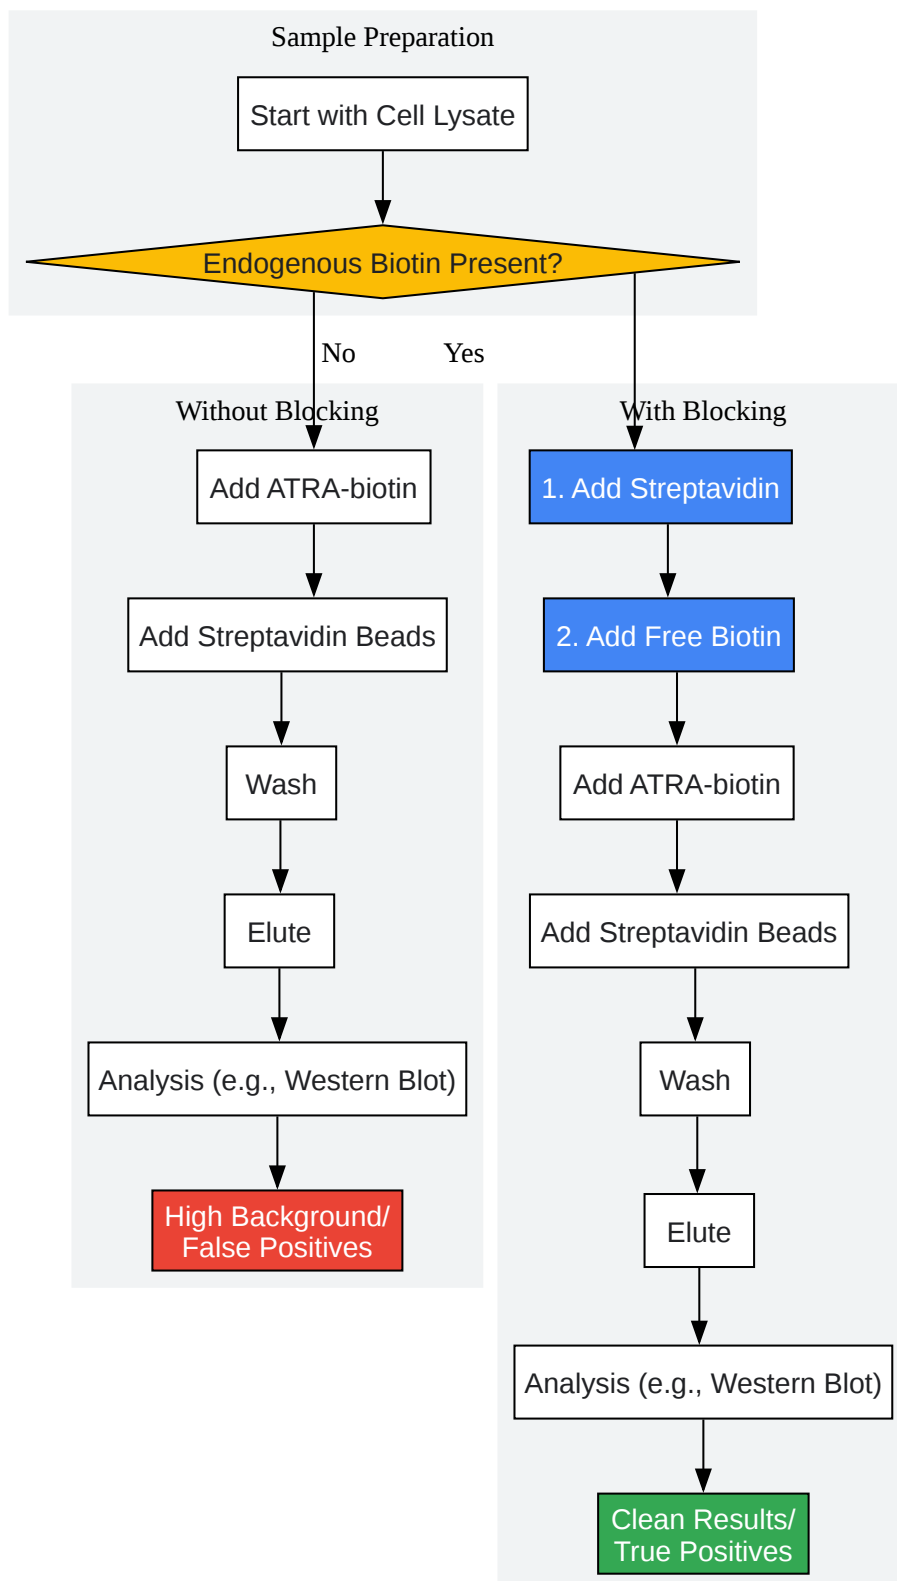 Sample Preparation
Start with Cell Lysate
Endogenous Biotin Present?
No
Yes
Without Blocking
Add ATRA-biotin
Add Streptavidin Beads
Wash
Elute
Analysis (e.g., Western Blot)
High Background/
False Positives
With Blocking
1. Add Streptavidin
2. Add Free Biotin
Add ATRA-biotin
Add Streptavidin Beads
Wash
Elute
Analysis (e.g., Western Blot)
Clean Results/
True Positives